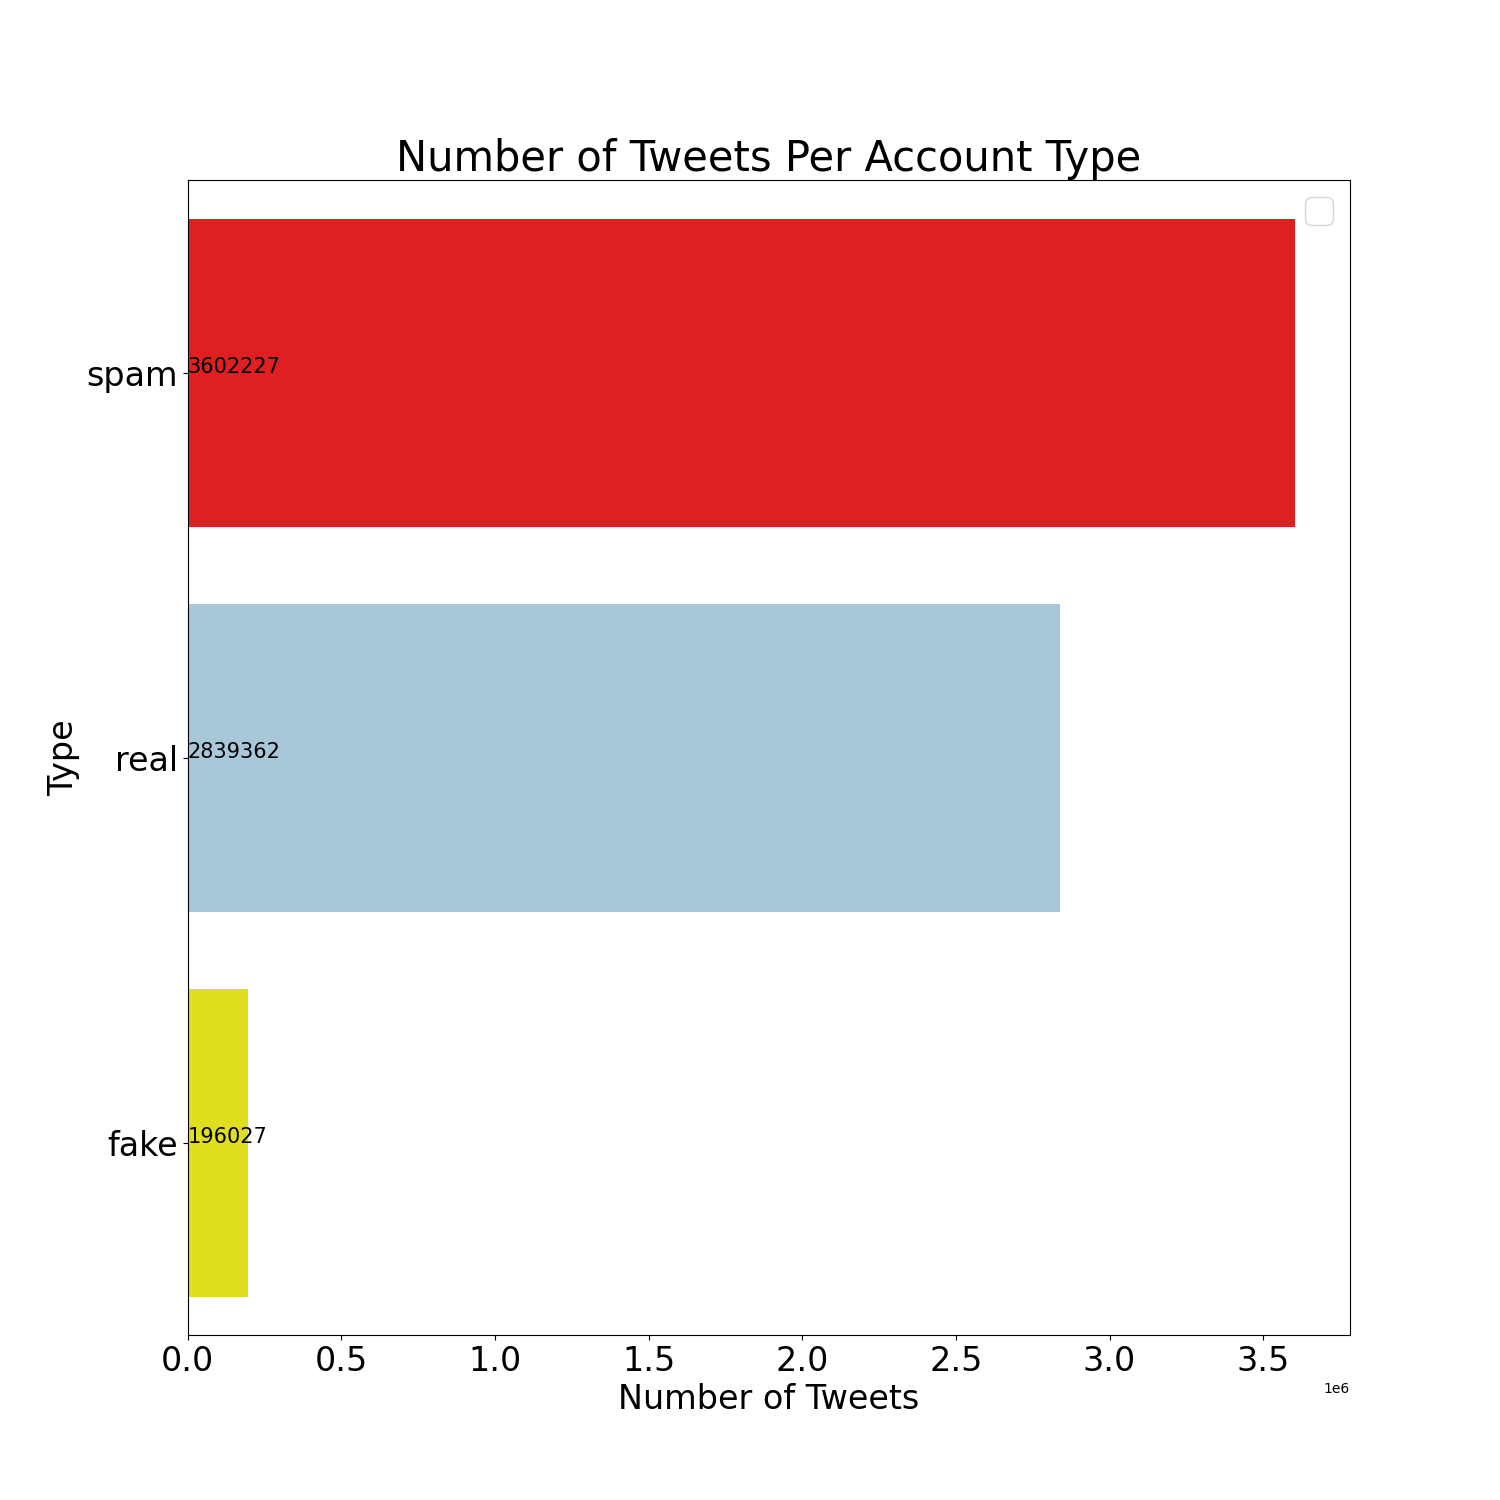 Number of Tweets Per Account Type
spam
3602227
real
2839362
fake
196027
Type
0.0 0.5 1.0 1.5 2.0 2.5 3.0 3.5
1e6
Number of Tweets